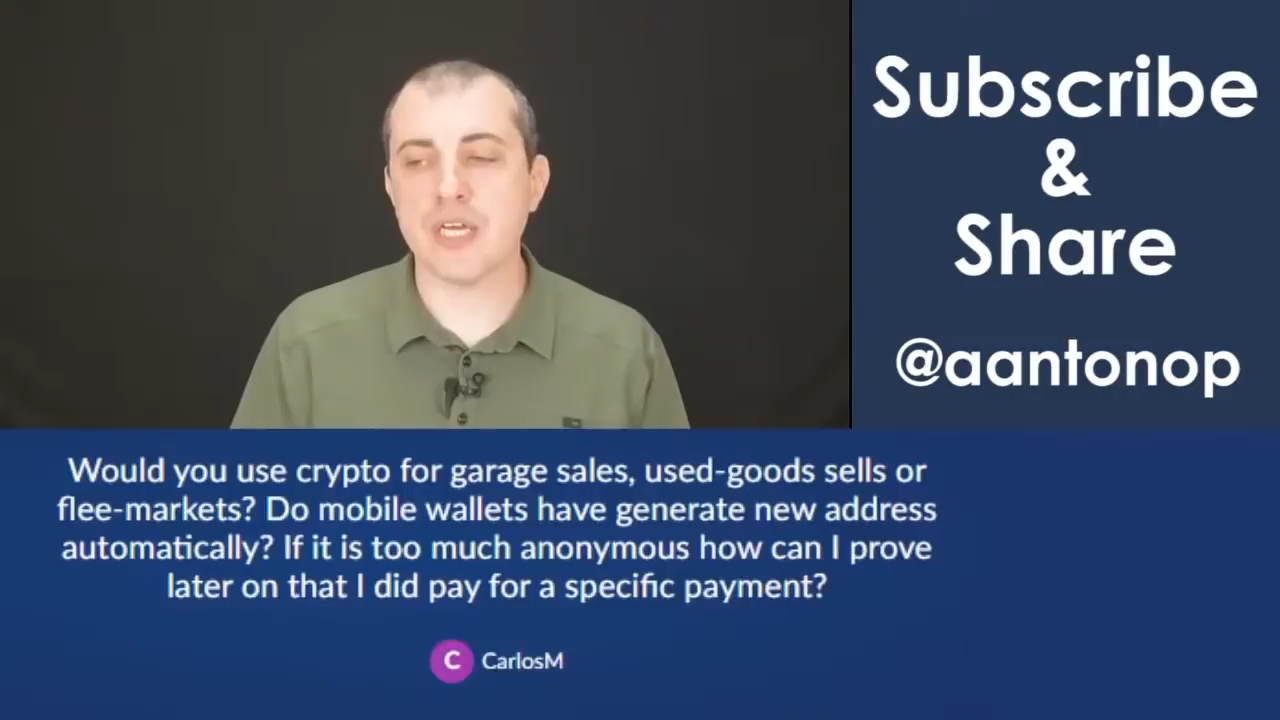 Subscribe
&
Share
@aantonop
Would you use crypto for garage sales, used-goods sells or
flee-markets? Do mobile wallets have generate new address
automatically? If it is too much anonymous how can I prove
later on that I did pay for a specific payment?
C CarlosM